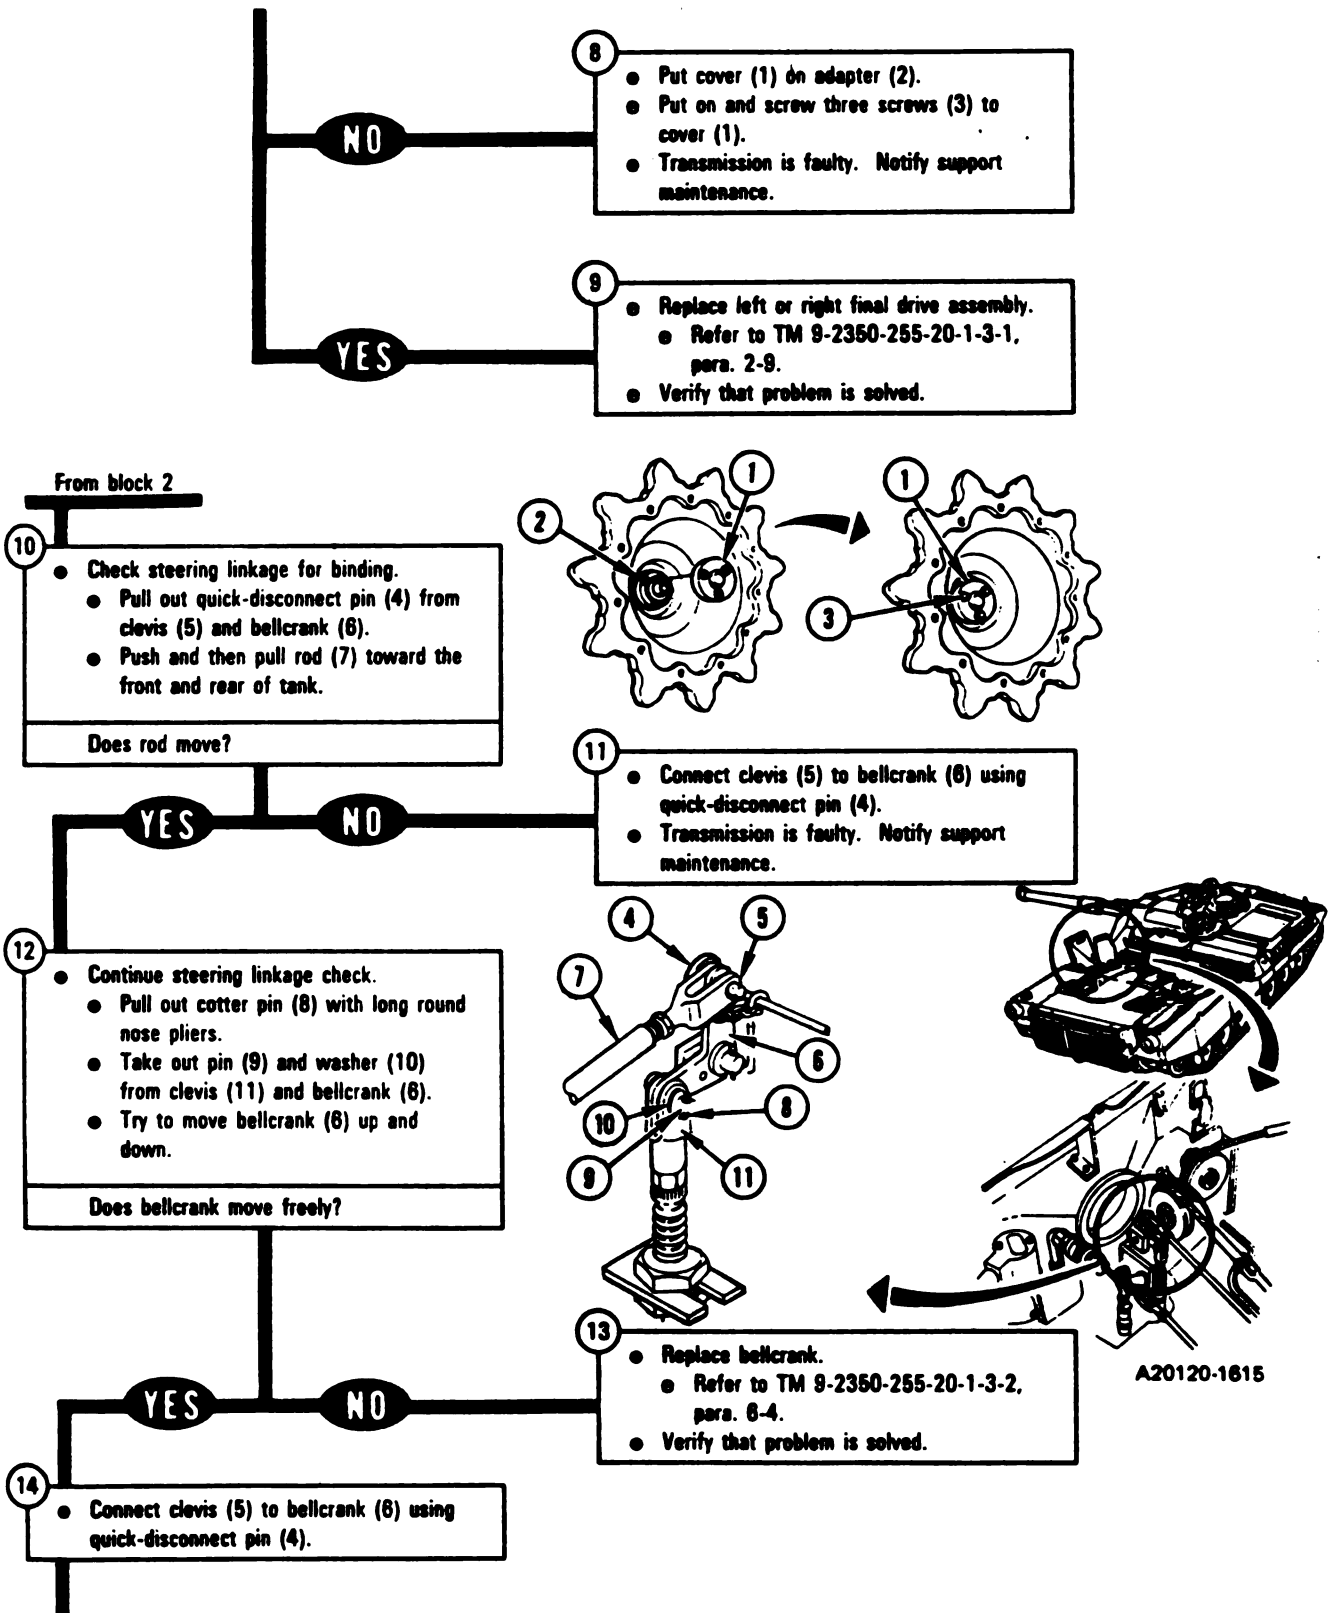 8
● Put cover (1) on adapter (2).
● Put on and screw three screws (3) to
cover (1).
● Transmission is faulty. Notify support
maintenance.
NO
9
● Replace left or right final drive assembly.
● Refer to TM 9-2350-255-20-1-3-1,
para. 2-9.
● Verify that problem is solved.
YES
From block 2
10
● Check steering linkage for binding.
● Pull out quick-disconnect pin (4) from
clevis (5) and bellcrank (6).
● Push and then pull rod (7) toward the
front and rear of tank.
Does rod move?
1
2
1
3
YES
NO
11
● Connect clevis (5) to bellcrank (6) using
quick-disconnect pin (4).
● Transmission is faulty. Notify support
maintenance.
12
● Continue steering linkage check.
● Pull out cotter pin (8) with long round
nose pliers.
● Take out pin (9) and washer (10)
from clevis (11) and bellcrank (6).
● Try to move bellcrank (6) up and
down.
Does bellcrank move freely?
4
5
7
6
8
10
9
11
A20120-1615
YES
NO
13
● Replace bellcrank.
● Refer to TM 9-2350-255-20-1-3-2,
para. 6-4.
● Verify that problem is solved.
14
● Connect clevis (5) to bellcrank (6) using
quick-disconnect pin (4).